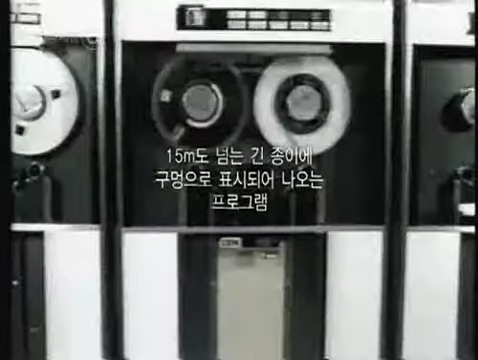 15m도 넘는 긴 종이에
구멍으로 표시되어 나오는
프로그램